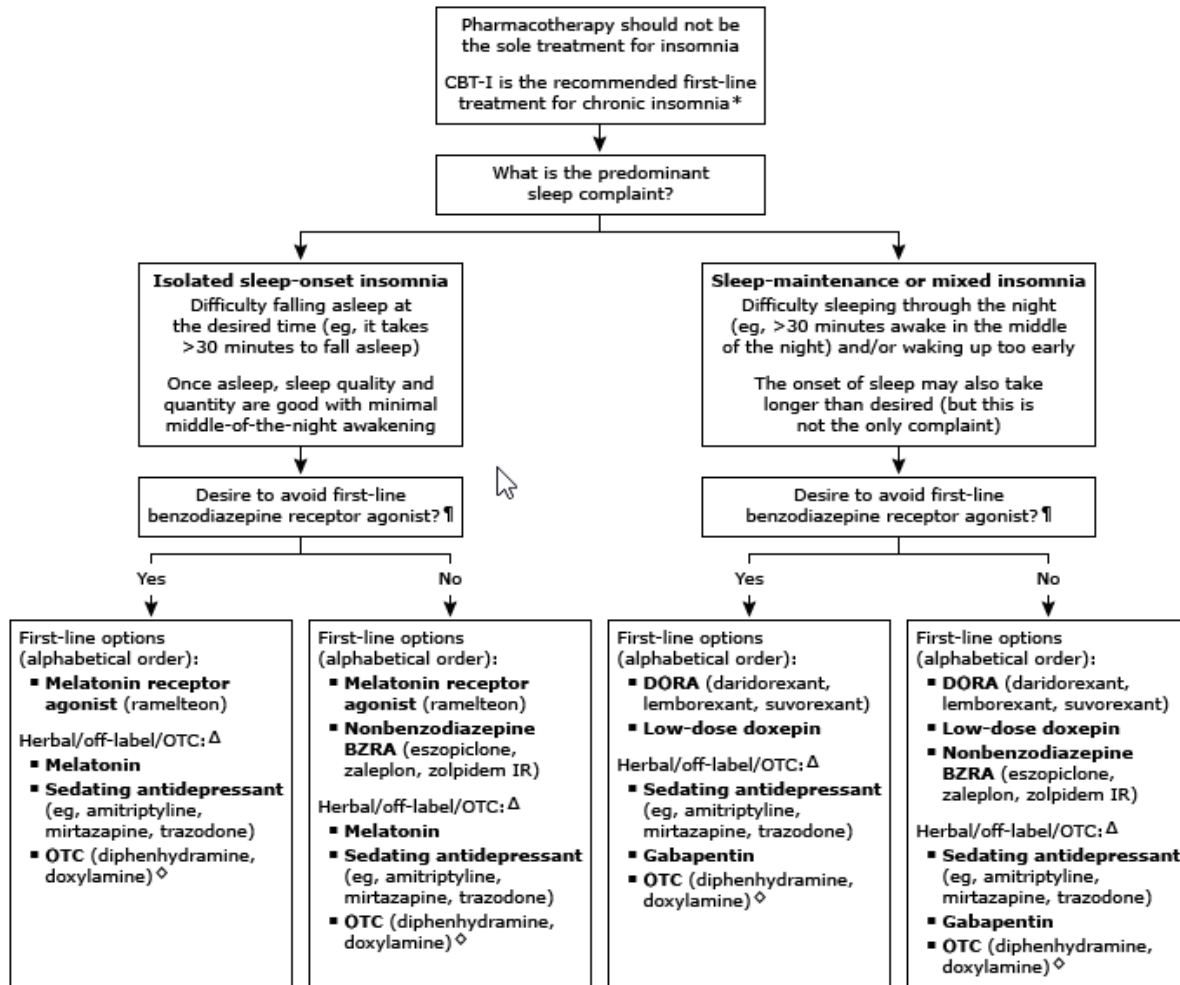 Pharmacotherapy should not be
the sole treatment for insomnia
CBT-I is the recommended first-line
treatment for chronic insomnia*
What is the predominant
sleep complaint?
Isolated sleep-onset insomnia
Difficulty falling asleep at
the desired time (eg, it takes
>30 minutes to fall asleep)
Once asleep, sleep quality and
quantity are good with minimal
middle-of-the-night awakening
Sleep-maintenance or mixed insomnia
Difficulty sleeping through the night
(eg, >30 minutes awake in the middle
of the night) and/or waking up too early
The onset of sleep may also take
longer than desired (but this is
not the only complaint)
Desire to avoid first-line
benzodiazepine receptor agonist?¶
Desire to avoid first-line
benzodiazepine receptor agonist?¶
Yes
No
Yes
No
First-line options
(alphabetical order):
▪ Melatonin receptor
agonist (ramelteon)
Herbal/off-label/OTC:Δ
▪ Melatonin
▪ Sedating antidepressant
(eg, amitriptyline,
mirtazapine, trazodone)
▪ OTC (diphenhydramine,
doxylamine)◇
First-line options
(alphabetical order):
▪ Melatonin receptor
agonist (ramelteon)
▪ Nonbenzodiazepine
BZRA (eszopiclone,
zaleplon, zolpidem IR)
Herbal/off-label/OTC:Δ
▪ Melatonin
▪ Sedating antidepressant
(eg, amitriptyline,
mirtazapine, trazodone)
▪ OTC (diphenhydramine,
doxylamine)◇
First-line options
(alphabetical order):
▪ DORA (daridorexant,
lemborexant, suvorexant)
▪ Low-dose doxepin
Herbal/off-label/OTC:Δ
▪ Sedating antidepressant
(eg, amitriptyline,
mirtazapine, trazodone)
▪ Gabapentin
▪ OTC (diphenhydramine,
doxylamine)◇
First-line options
(alphabetical order):
▪ DORA (daridorexant,
lemborexant, suvorexant)
▪ Low-dose doxepin
▪ Nonbenzodiazepine
BZRA (eszopiclone,
zaleplon, zolpidem IR)
Herbal/off-label/OTC:Δ
▪ Sedating antidepressant
(eg, amitriptyline,
mirtazapine, trazodone)
▪ Gabapentin
▪ OTC (diphenhydramine,
doxylamine)◇